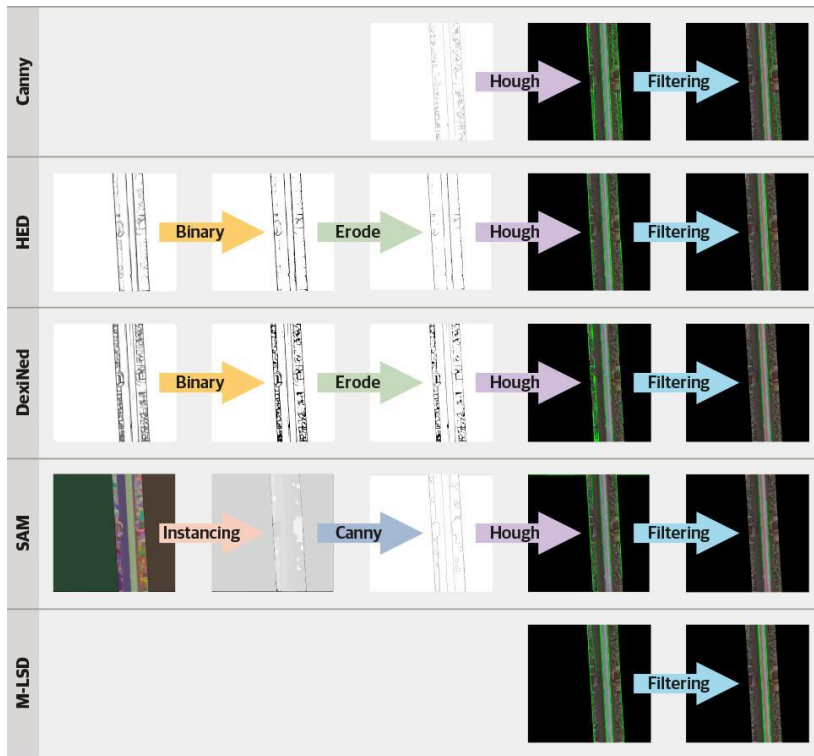 Canny
Hough
Filtering
HED
Binary
Erode
Hough
Filtering
DexiNed
Binary
Erode
Hough
Filtering
SAM
Instancing
Canny
Hough
Filtering
M-LSD
Filtering